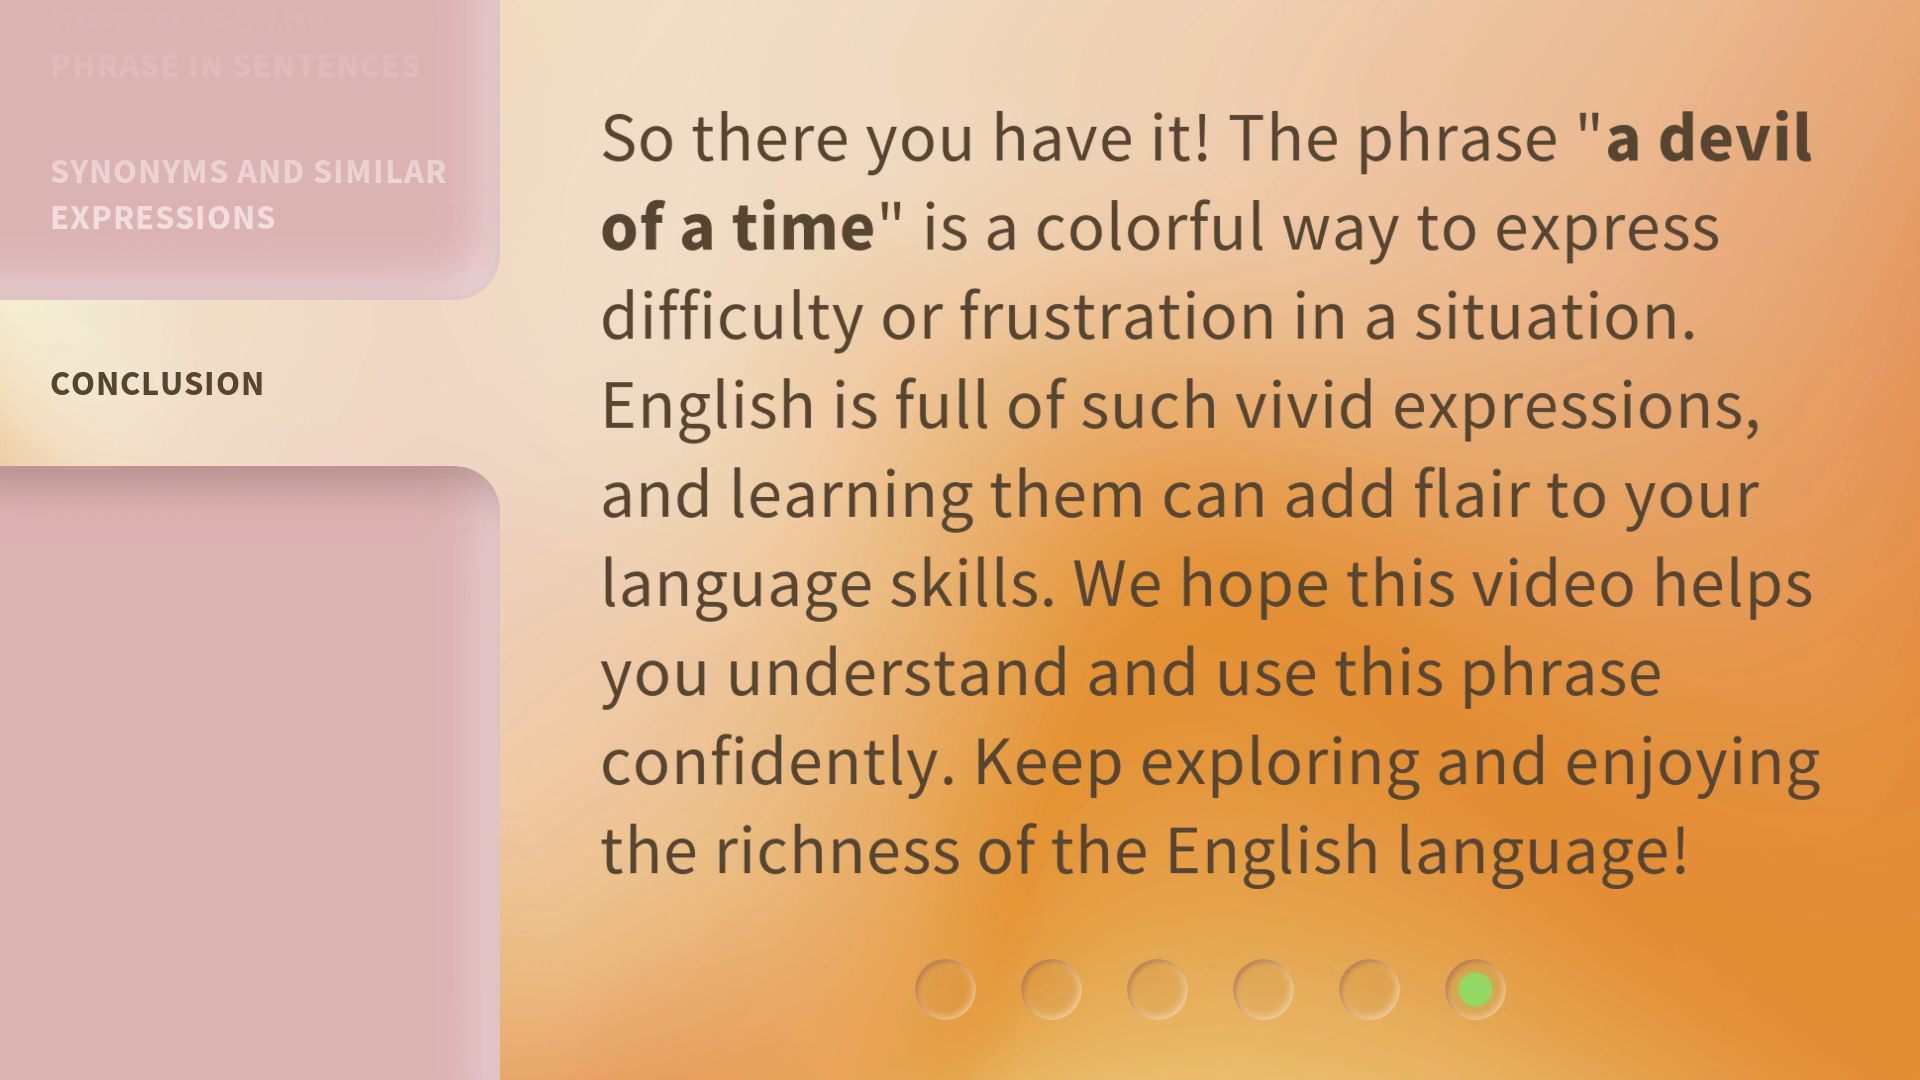 PHRASE IN SENTENCES
SYNONYMS AND SIMILAR
EXPRESSIONS
CONCLUSION
So there you have it! The phrase "a devil
of a time" is a colorful way to express
difficulty or frustration in a situation.
English is full of such vivid expressions,
and learning them can add flair to your
language skills. We hope this video helps
you understand and use this phrase
confidently. Keep exploring and enjoying
the richness of the English language!